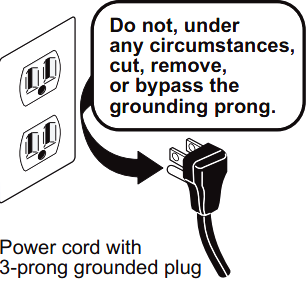 Do not, under
any circumstances,
cut, remove,
or bypass the
grounding prong.
Power cord with
3-prong grounded plug